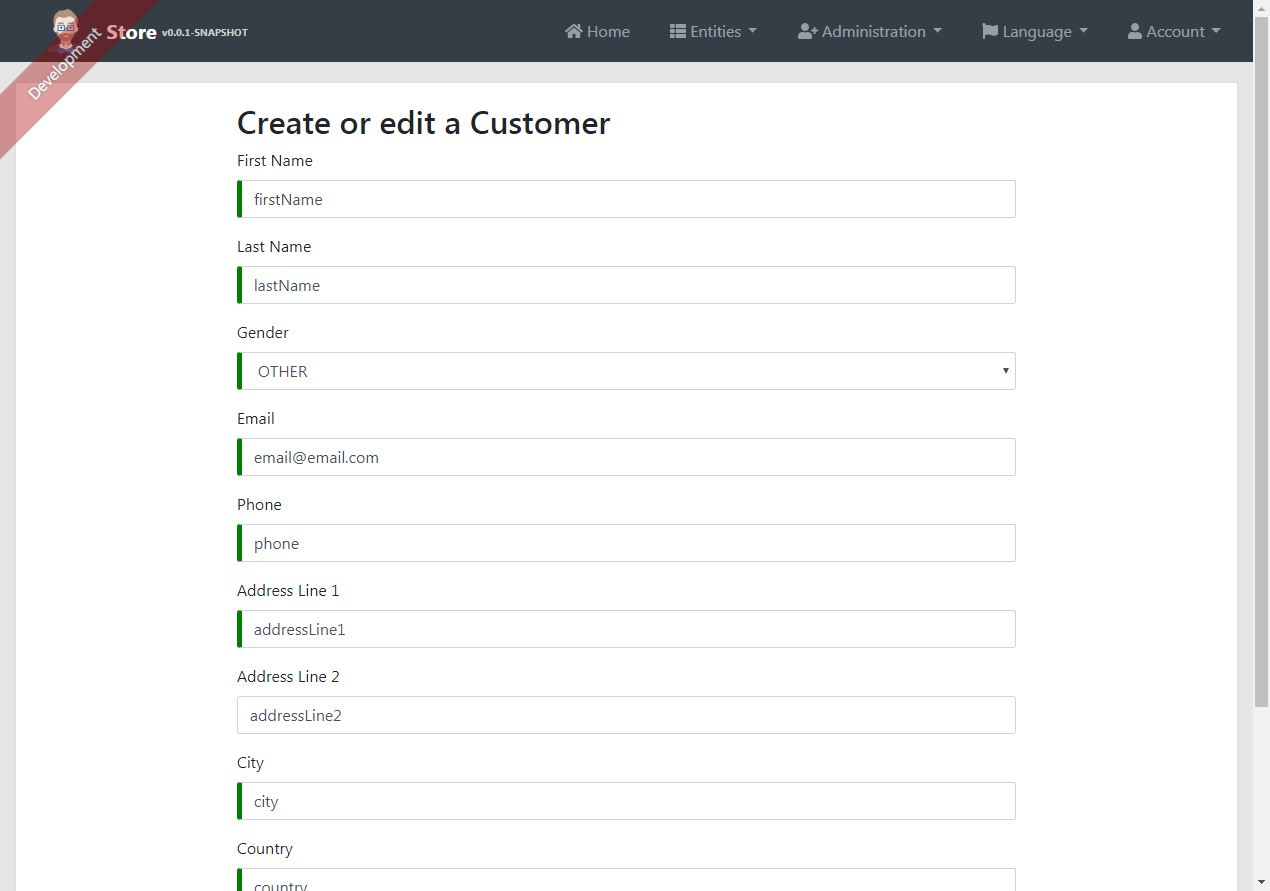 Store v0.0.1-SNAPSHOT
Home Entities Administration Language Account
Development
Create or edit a Customer
First Name
firstName
Last Name
lastName
Gender
OTHER
Email
email@email.com
Phone
phone
Address Line 1
addressLine1
Address Line 2
addressLine2
City
city
Country
country